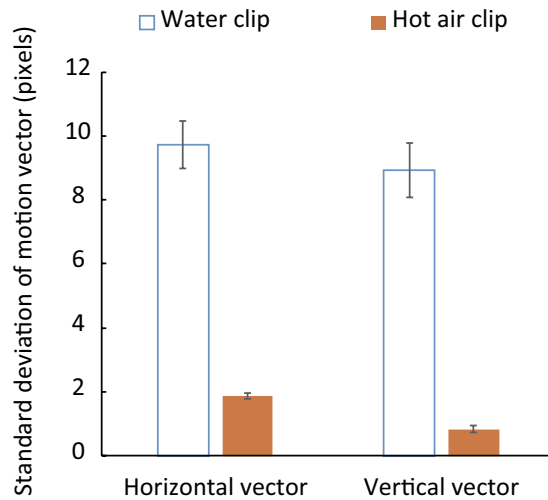 Water clip
Hot air clip
Standard deviation of motion vector (pixels)
12
10
8
6
4
2
0
Horizontal vector
Vertical vector